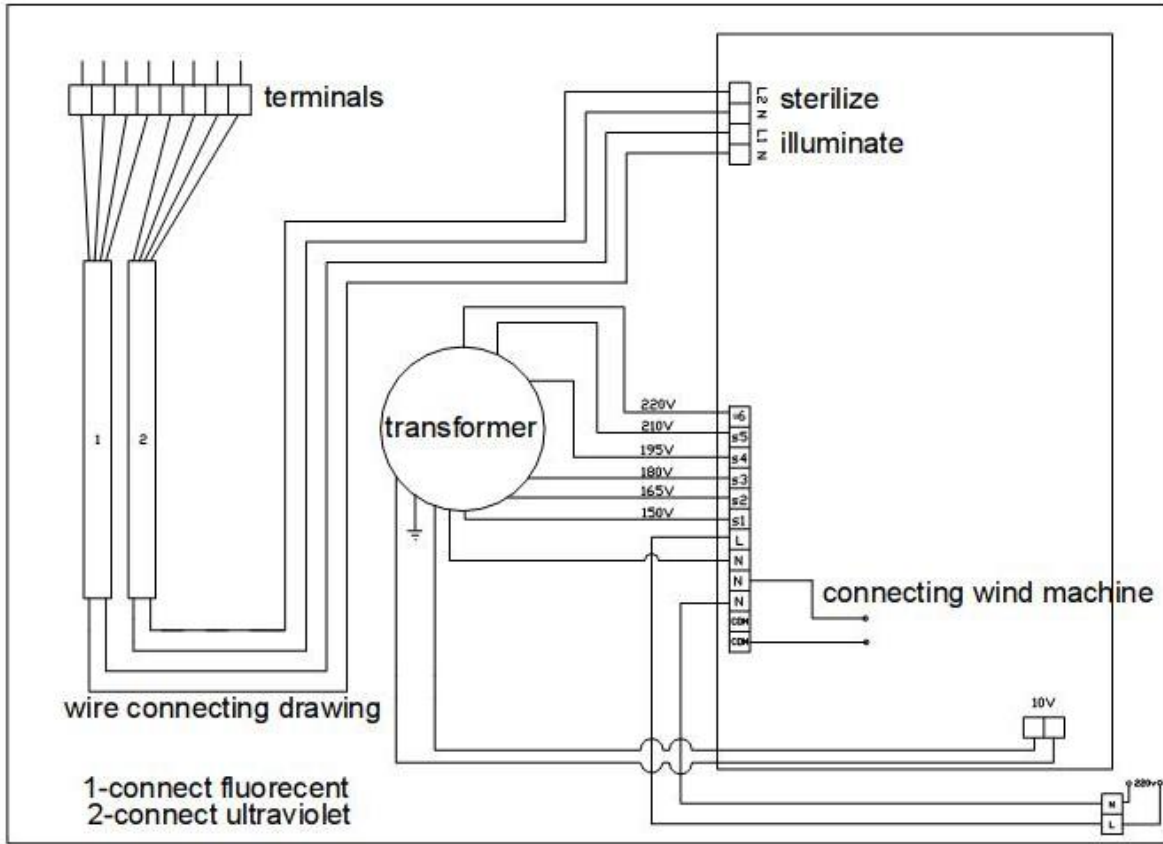 terminals
L2
N
L1
N
sterilize
illuminate
transformer
220V
210V
195V
180V
165V
150V
s5
s4
s3
s2
s1
L
N
N
N
COM
COM
connecting wind machine
1
2
wire connecting drawing
10V
1-connect fluorecent
2-connect ultraviolet
220v
N
L